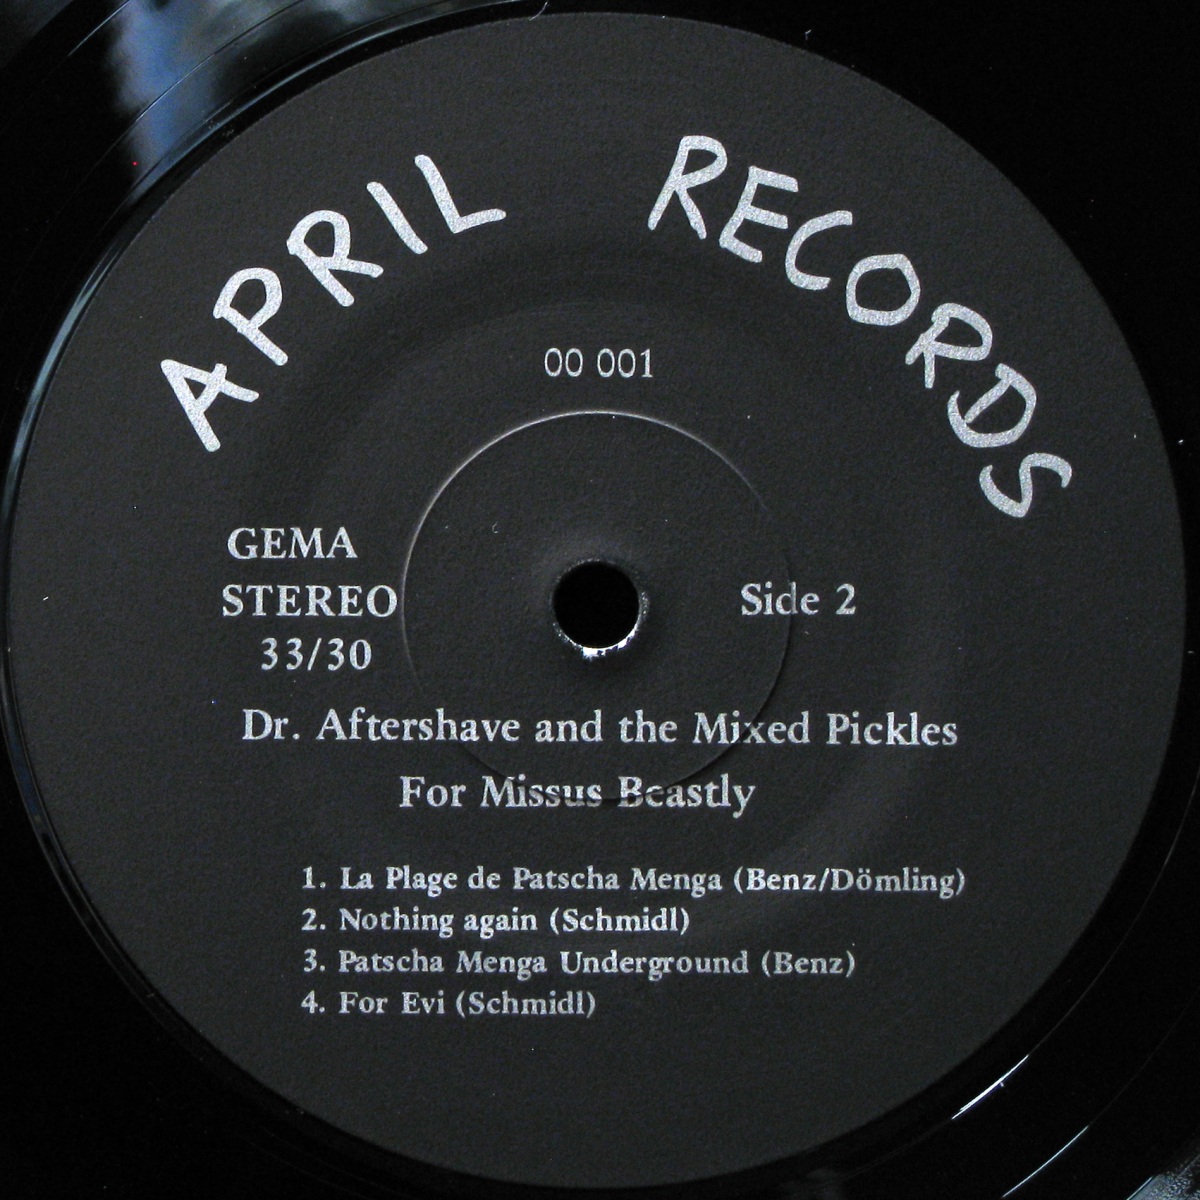 APRIL RECORDS
00 001
GEMA
STEREO
33/30
Side 2
Dr. Aftershave and the Mixed Pickles
For Missus Beastly
1. La Plage de Patscha Menga (Benz/Dömling)
2. Nothing again (Schmidl)
3. Patscha Menga Underground (Benz)
4. For Evi (Schmidl)